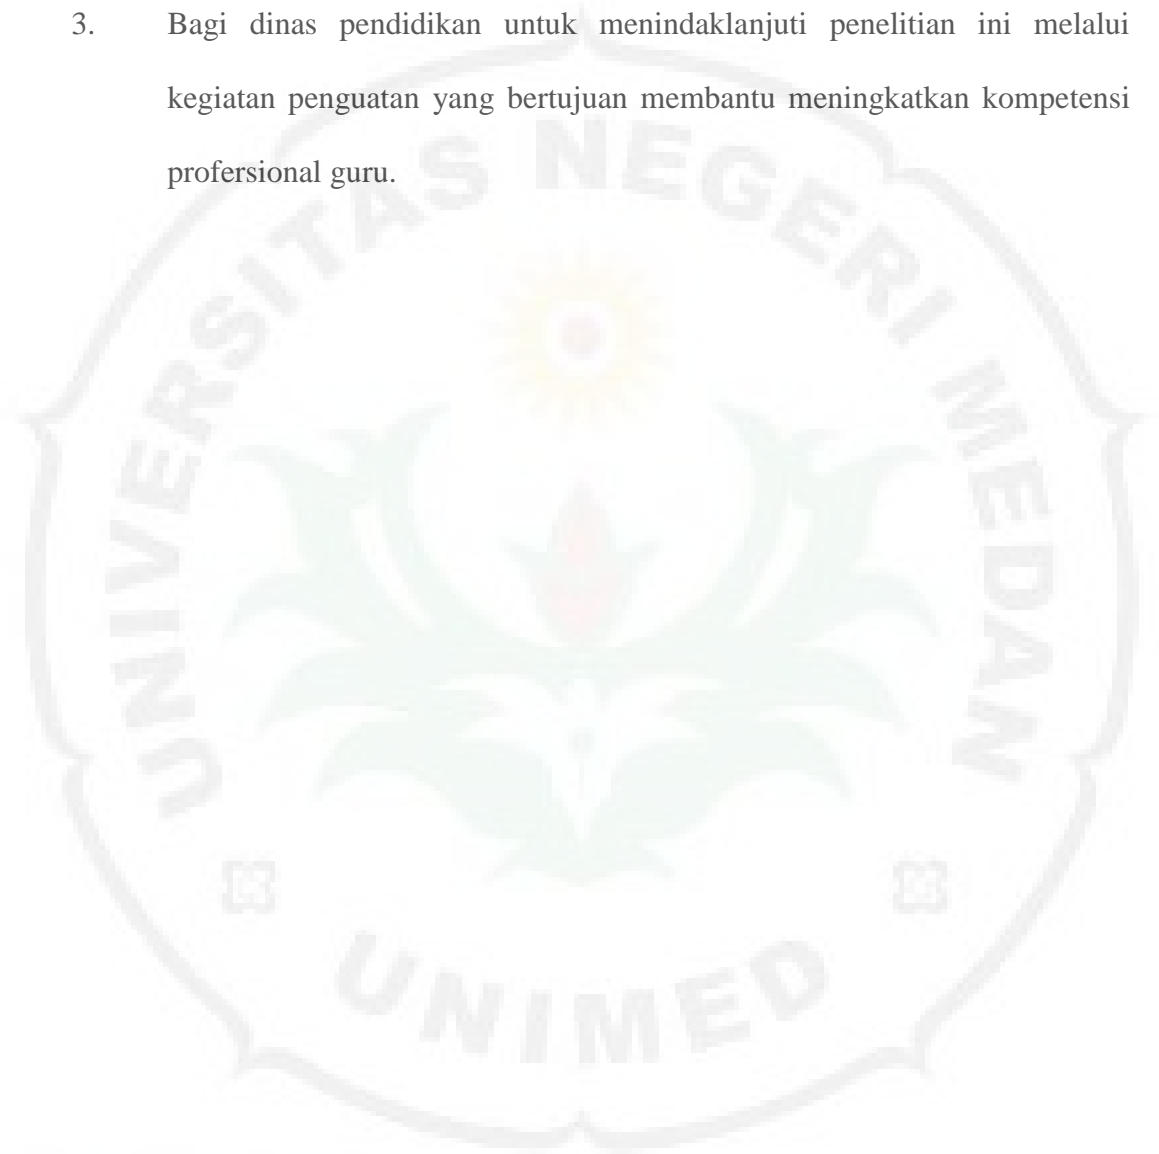 3. Bagi dinas pendidikan untuk menindaklanjuti penelitian ini melalui
kegiatan penguatan yang bertujuan membantu meningkatkan kompetensi
profersional guru.
UNIVERSITAS NEGERI MEDAN
UNIMED